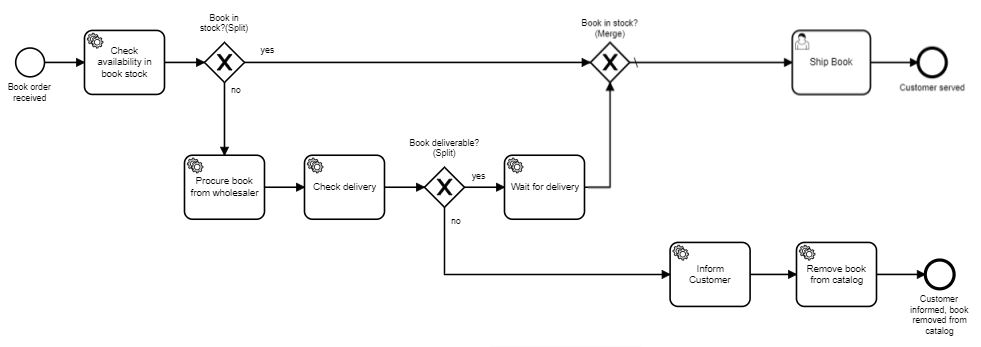 Book in
stock?(Split)
yes
no
Book order
received
Check
availability in
book stock
Book in stock?
(Merge)
Ship Book
Customer served
Procure book
from wholesaler
Check delivery
Book deliverable?
(Split)
yes
no
Wait for delivery
Inform
Customer
Remove book
from catalog
Customer
informed, book
removed from
catalog